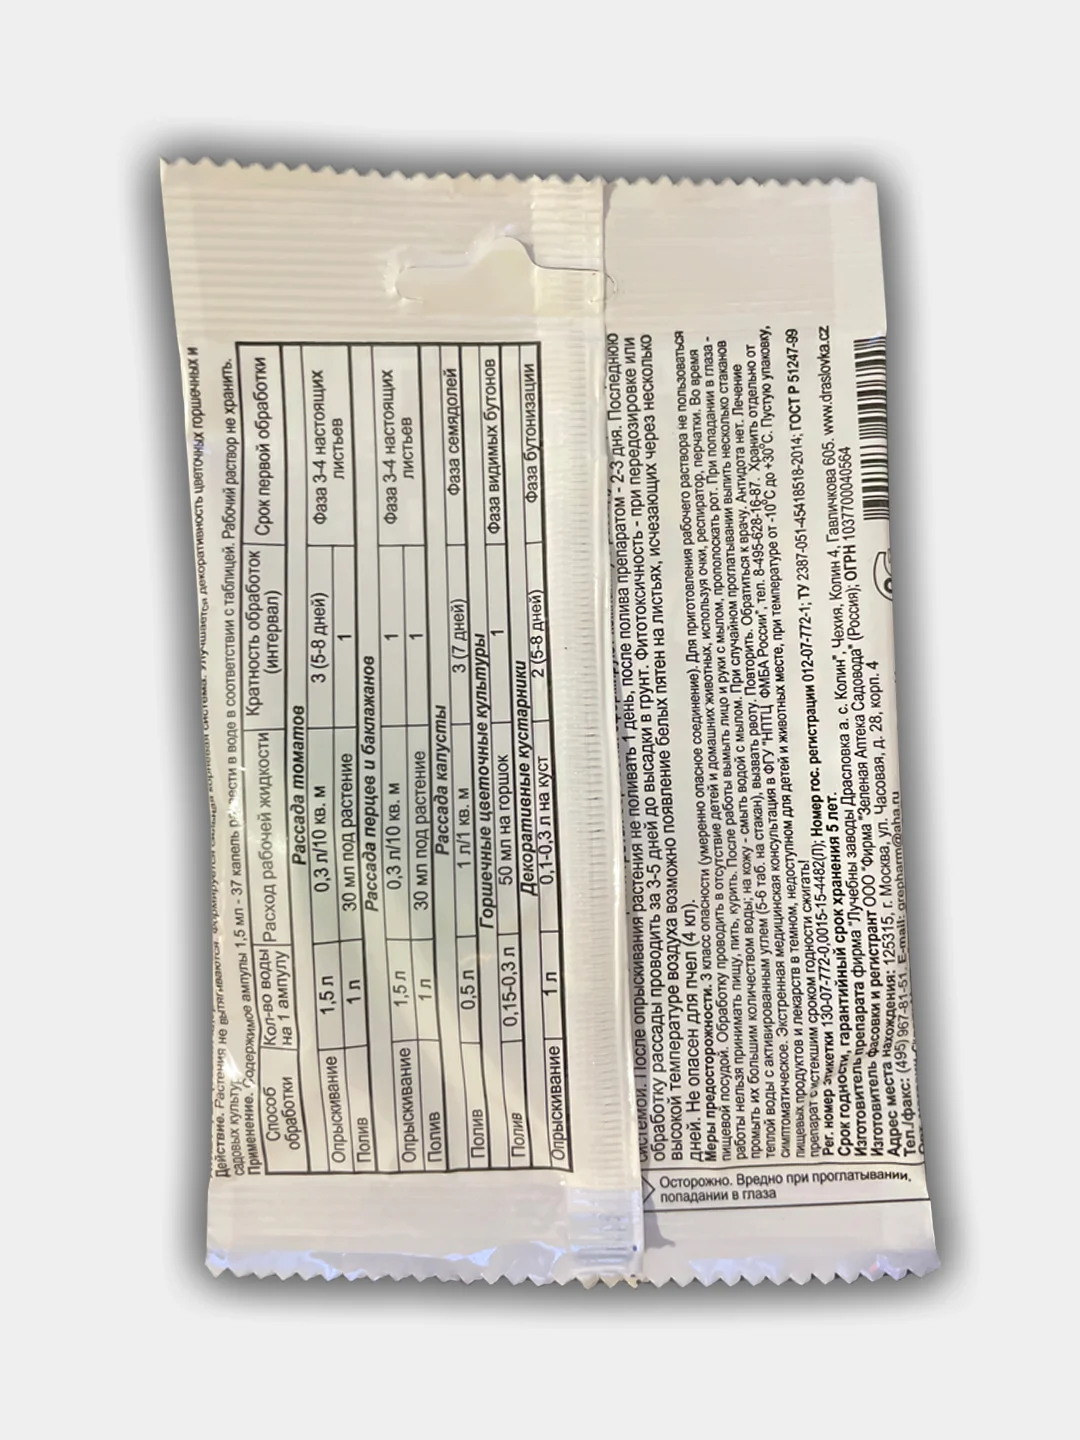 Действие. Растения не вытягиваются, формируется сильная корневая система. Улучшается декоративность цветочных горшечных и
садовых культур.
Применение. Содержимое ампулы 1,5 мл - 37 капель развести в воде в соответствии с таблицей. Рабочий раствор не хранить.
Способ обработки Кол-во воды на 1 ампулу Расход рабочей жидкости Кратность обработок (интервал) Срок первой обработки
Рассада томатов
Опрыскивание 1,5 л 0,3 л/10 кв. м 3 (5-8 дней) Фаза 3-4 настоящих листьев
Полив 1 л 30 мл под растение 1
Рассада перцев и баклажанов
Опрыскивание 1,5 л 0,3 л/10 кв. м 1 Фаза 3-4 настоящих листьев
Полив 1 л 30 мл под растение 1
Рассада капусты
Полив 0,5 л 1 л/1 кв. м 3 (7 дней) Фаза семядолей
Горшечные цветочные культуры
Полив 0,15-0,3 л 50 мл на горшок 1 Фаза видимых бутонов
Декоративные кустарники
Опрыскивание 1 л 0,1-0,3 л на куст 2 (5-8 дней) Фаза бутонизации
системой. После опрыскивания растения не поливать 1 день, после полива препаратом - 2-3 дня. Последнюю
обработку рассады проводить за 3-5 дней до высадки в грунт. Фитотоксичность - при передозировке или
высокой температуре воздуха возможно появление белых пятен на листьях, исчезающих через несколько
дней. Не опасен для пчел (4 кл).
Меры предосторожности. 3 класс опасности (умеренно опасное соединение). Для приготовления рабочего раствора не пользоваться
пищевой посудой. Обработку проводить в отсутствие детей и домашних животных, используя очки, респиратор, перчатки. Во время
работы нельзя принимать пищу, пить, курить. После работы вымыть лицо и руки с мылом, прополоскать рот. При попадании в глаза -
промыть их большим количеством воды; на кожу - смыть водой с мылом. При случайном проглатывании выпить несколько стаканов
теплой воды с активированным углем (5-6 таб. на стакан), вызвать рвоту. Повторить. Обратиться к врачу. Антидота нет. Лечение
симптоматическое. Экстренная медицинская консультация в ФГУ "НПТЦ ФМБА России", тел. 8-495-628-16-87. Хранить отдельно от
пищевых продуктов и лекарств в темном, недоступном для детей и животных месте, при температуре от -10°С до +30°С. Пустую упаковку,
препарат с истекшим сроком годности сжигать!
Рег. номер этикетки 130-07-772-0,0015-15-4482(Л); Номер гос. регистрации 012-07-772-1; ТУ 2387-051-45418518-2014; ГОСТ Р 51247-99
Срок годности, гарантийный срок хранения 5 лет.
Изготовитель препарата фирма "Лучебны заводы Драсловка а. с. Колин", Чехия, Колин 4, Гавличкова 605. www.draslovka.cz
Изготовитель фасовки и регистрант ООО "Фирма "Зеленая Аптека Садовода" (Россия); ОГРН 1037700040564
Адрес места нахождения: 125315, г. Москва, ул. Часовая, д. 28, корп. 4
Тел./факс: (495) 967-81-51. E-mail:
Осторожно. Вредно при проглатывании,
попадании в глаза